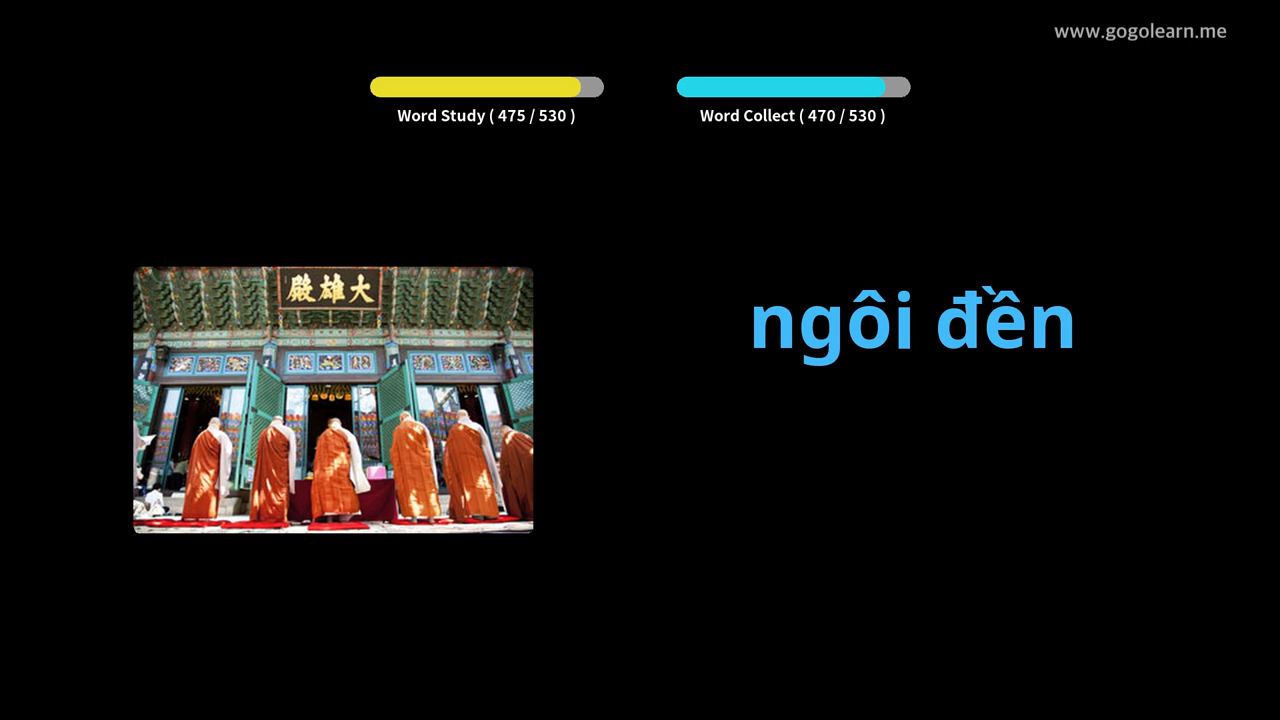 www.gogolearn.me
Word Study ( 475 / 530 )
Word Collect ( 470 / 530 )
殿雄大
ngôi đền